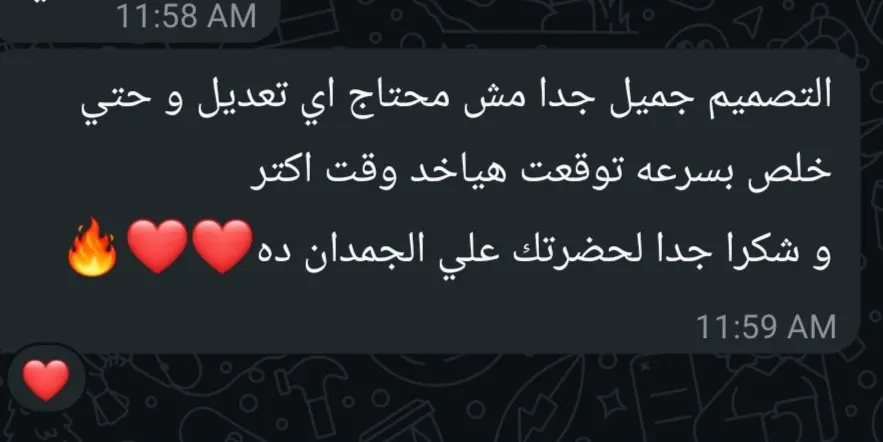 11:58 AM
التصميم جميل جدا مش محتاج اي تعديل و حتي
خلص بسرعه توقعت هياخد وقت اكتر
و شكرا جدا لحضرتك علي الجمدان ده❤️❤️🔥
11:59 AM
❤️